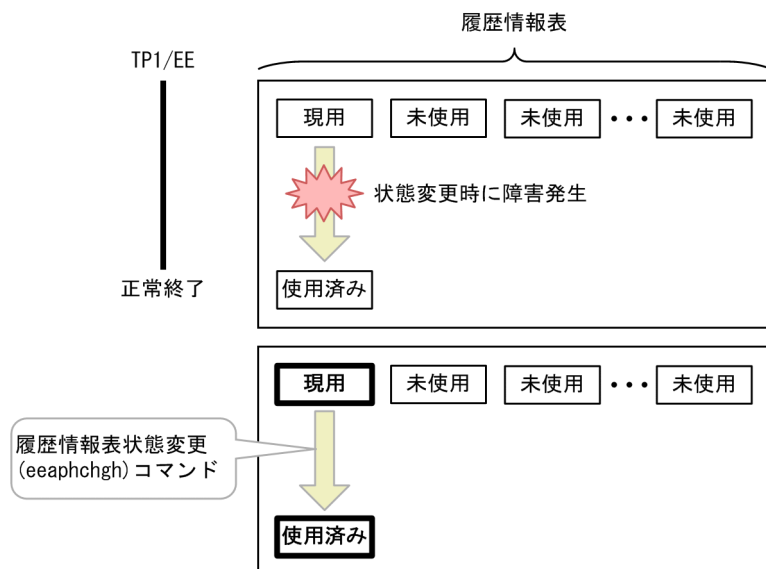 履歴情報表
TP1/EE
現用
未使用
未使用
・・・
未使用
状態変更時に障害発生
使用済み
正常終了
現用
未使用
未使用
・・・
未使用
履歴情報表状態変更
(eeaphchgh)コマンド
使用済み